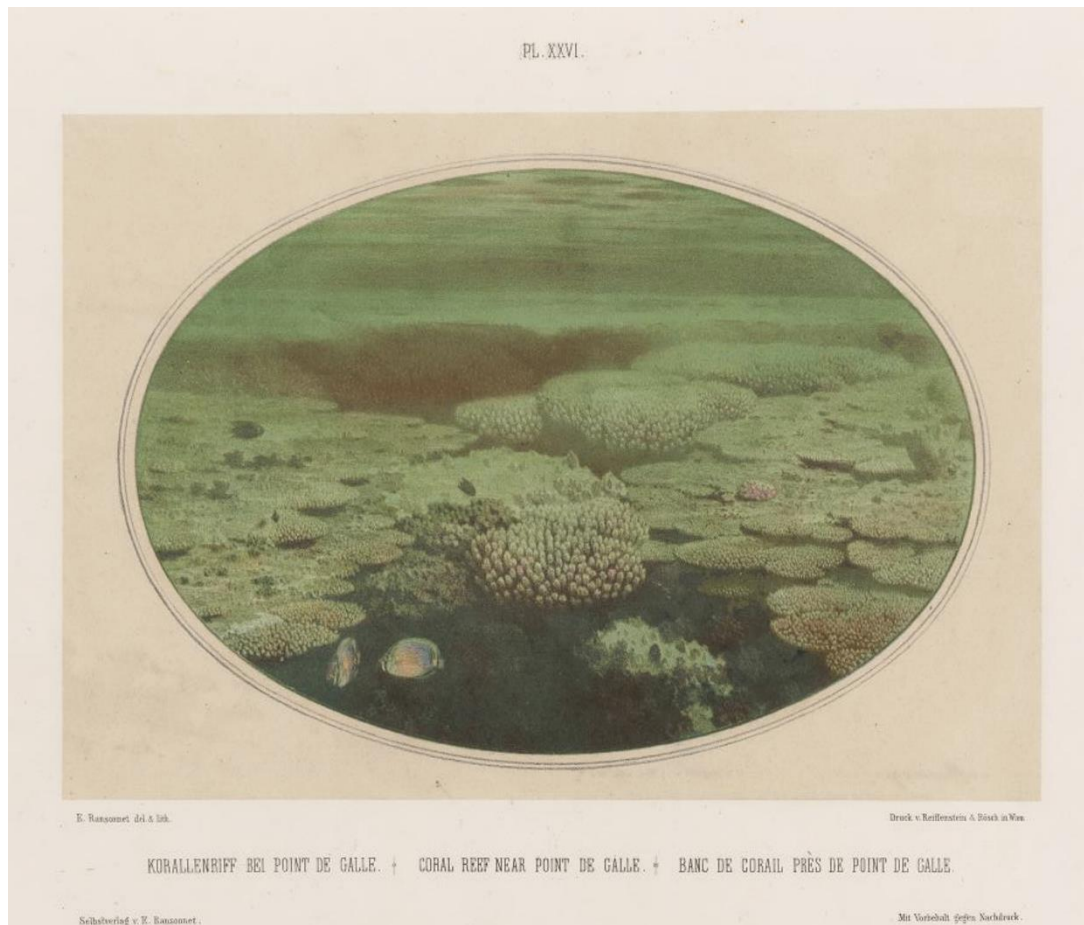 PL. XXVI.
E. Ransonnet del. & lith.
Druck v. Reiffenstein & Rösch in Wien
KORALLENRIFF BEI POINT DE GALLE. CORAL REEF NEAR POINT DE GALLE. BANC DE CORAIL PRÈS DE POINT DE GALLE.
Selbstverlag v. E. Ransonnet.
Mit Vorbehalt gegen Nachdruck.